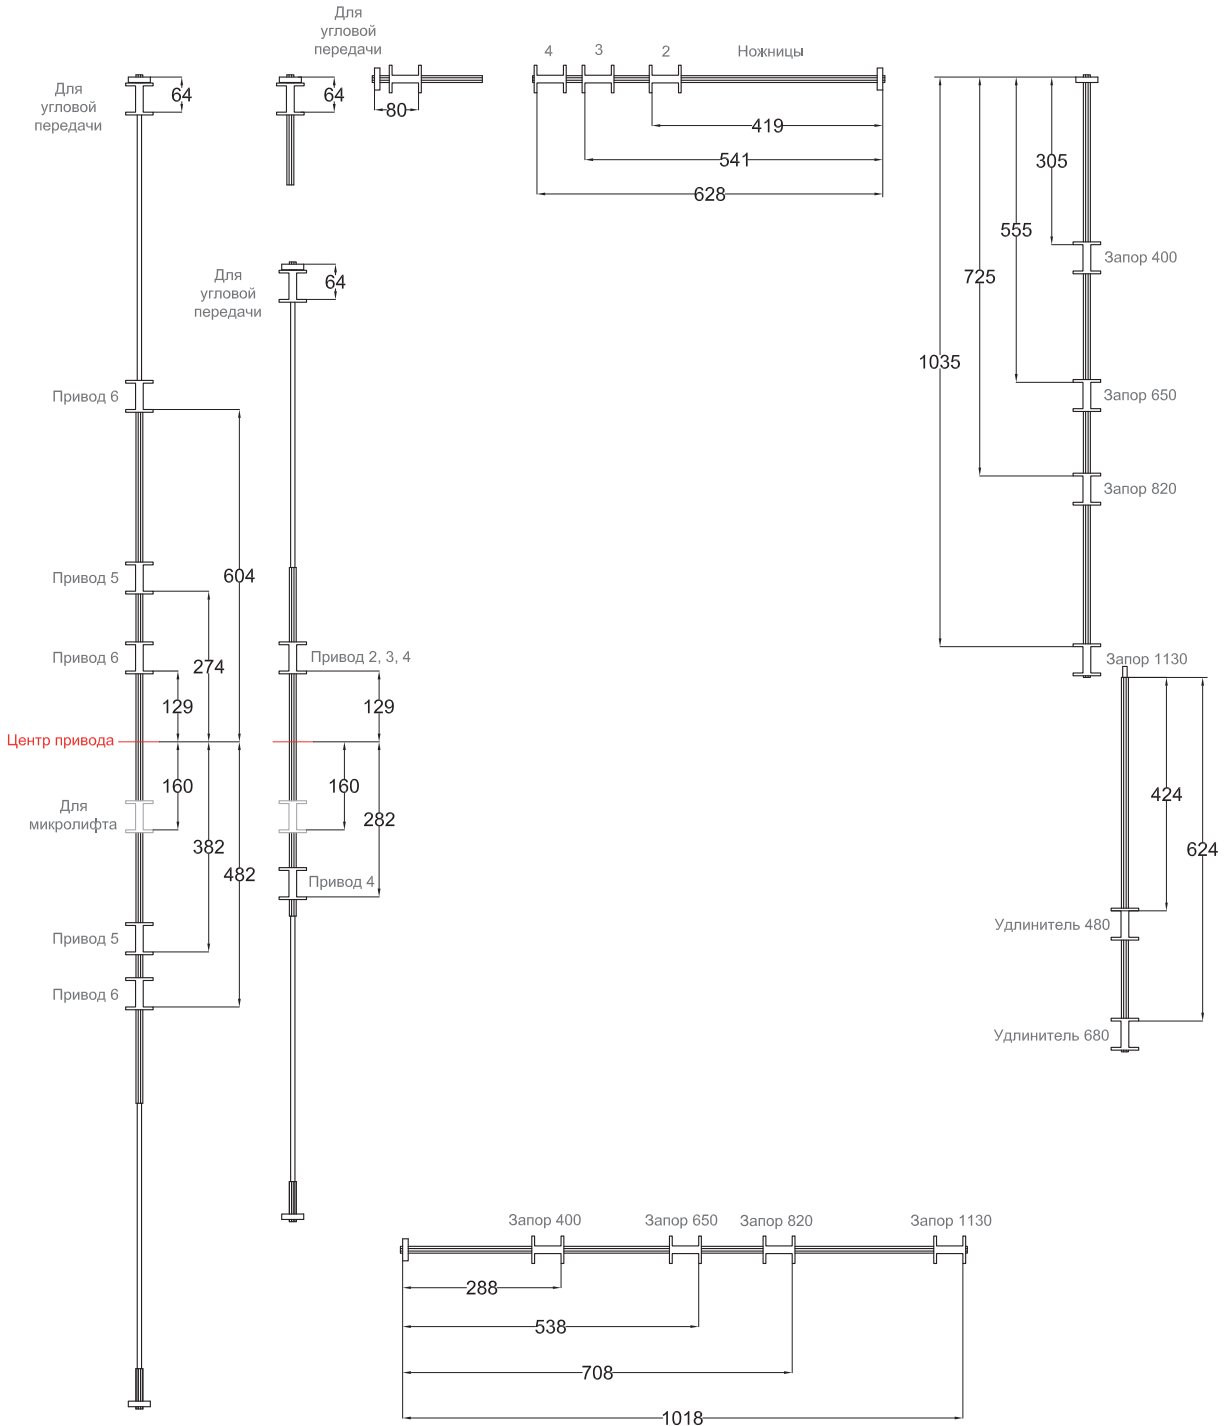 Для
угловой
передачи
4
3
2
Ножницы
Для
угловой
передачи
64
64
80
419
541
628
305
555
725
1035
Запор 400
Запор 650
Запор 820
Запор 1130
Для
угловой
передачи
64
Привод 6
Привод 5
Привод 6
604
274
129
Привод 2, 3, 4
129
Центр привода
160
160
Для
микролифта
382
482
282
Привод 4
Привод 5
Привод 6
424
624
Удлинитель 480
Удлинитель 680
Запор 400
Запор 650
Запор 820
Запор 1130
288
538
708
1018